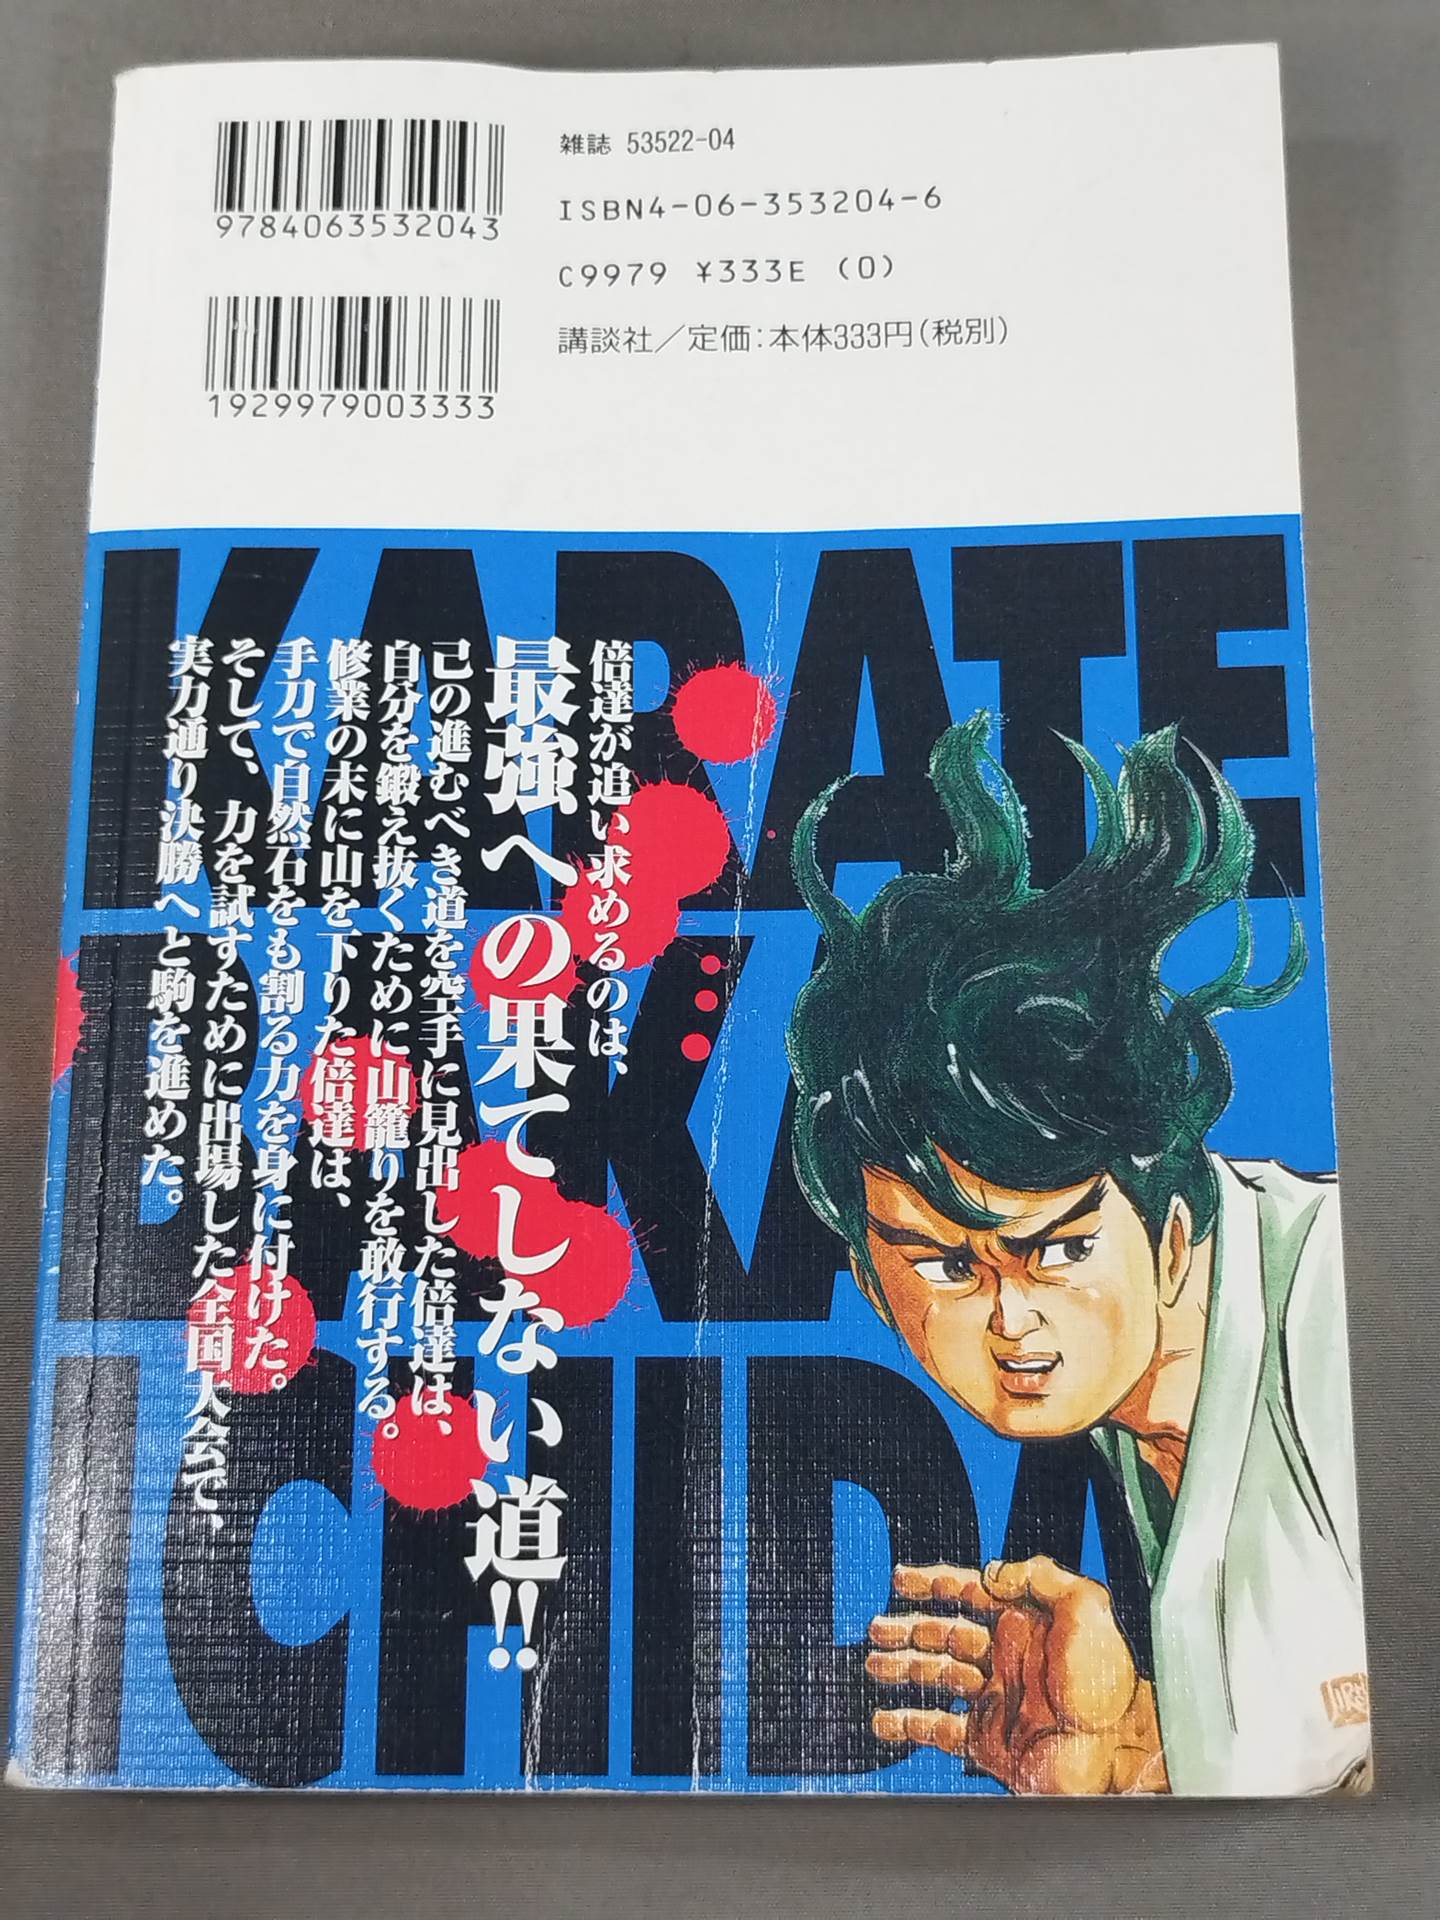 9784063532043
1929979003333
雑誌 53522-04
ISBN4-06-353204-6
C9979 ¥333E (0)
講談社／定価：本体333円（税別）
KARATE
BAKA
ICHIDA
倍達が追い求めるのは、
最強への果てしない道!!
己の進むべき道を空手に見出した倍達は、
自分を鍛え抜くために山籠りを敢行する。
修業の末に山を下りた倍達は、
手刀で自然石をも割る力を身に付けた。
そして、力を試すために出場した全国大会で、
実力通り決勝へと駒を進めた。